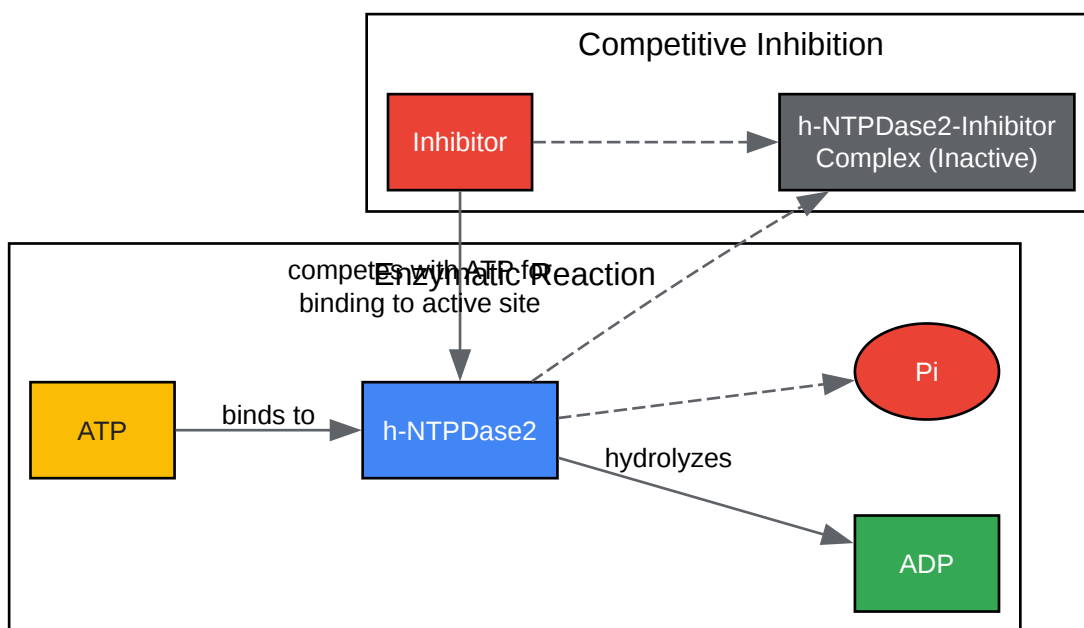 Competitive Inhibition
Inhibitor
h-NTPDase2-Inhibitor
Complex (Inactive)
Enzymatic Reaction
competes with ATP for
binding to active site
ATP
binds to
h-NTPDase2
Pi
hydrolyzes
ADP